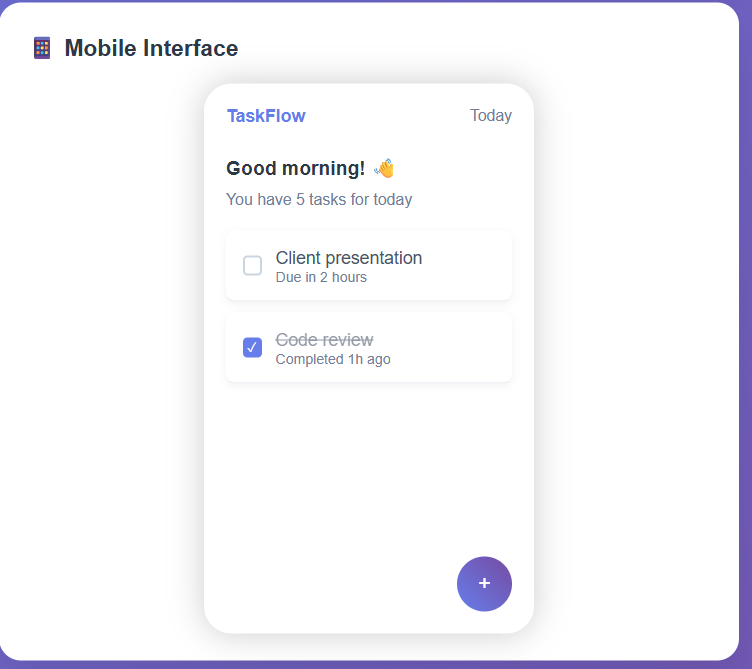 Mobile Interface
TaskFlow
Today
Good morning! 👋
You have 5 tasks for today
Client presentation
Due in 2 hours
✓
Code review
Completed 1h ago
+